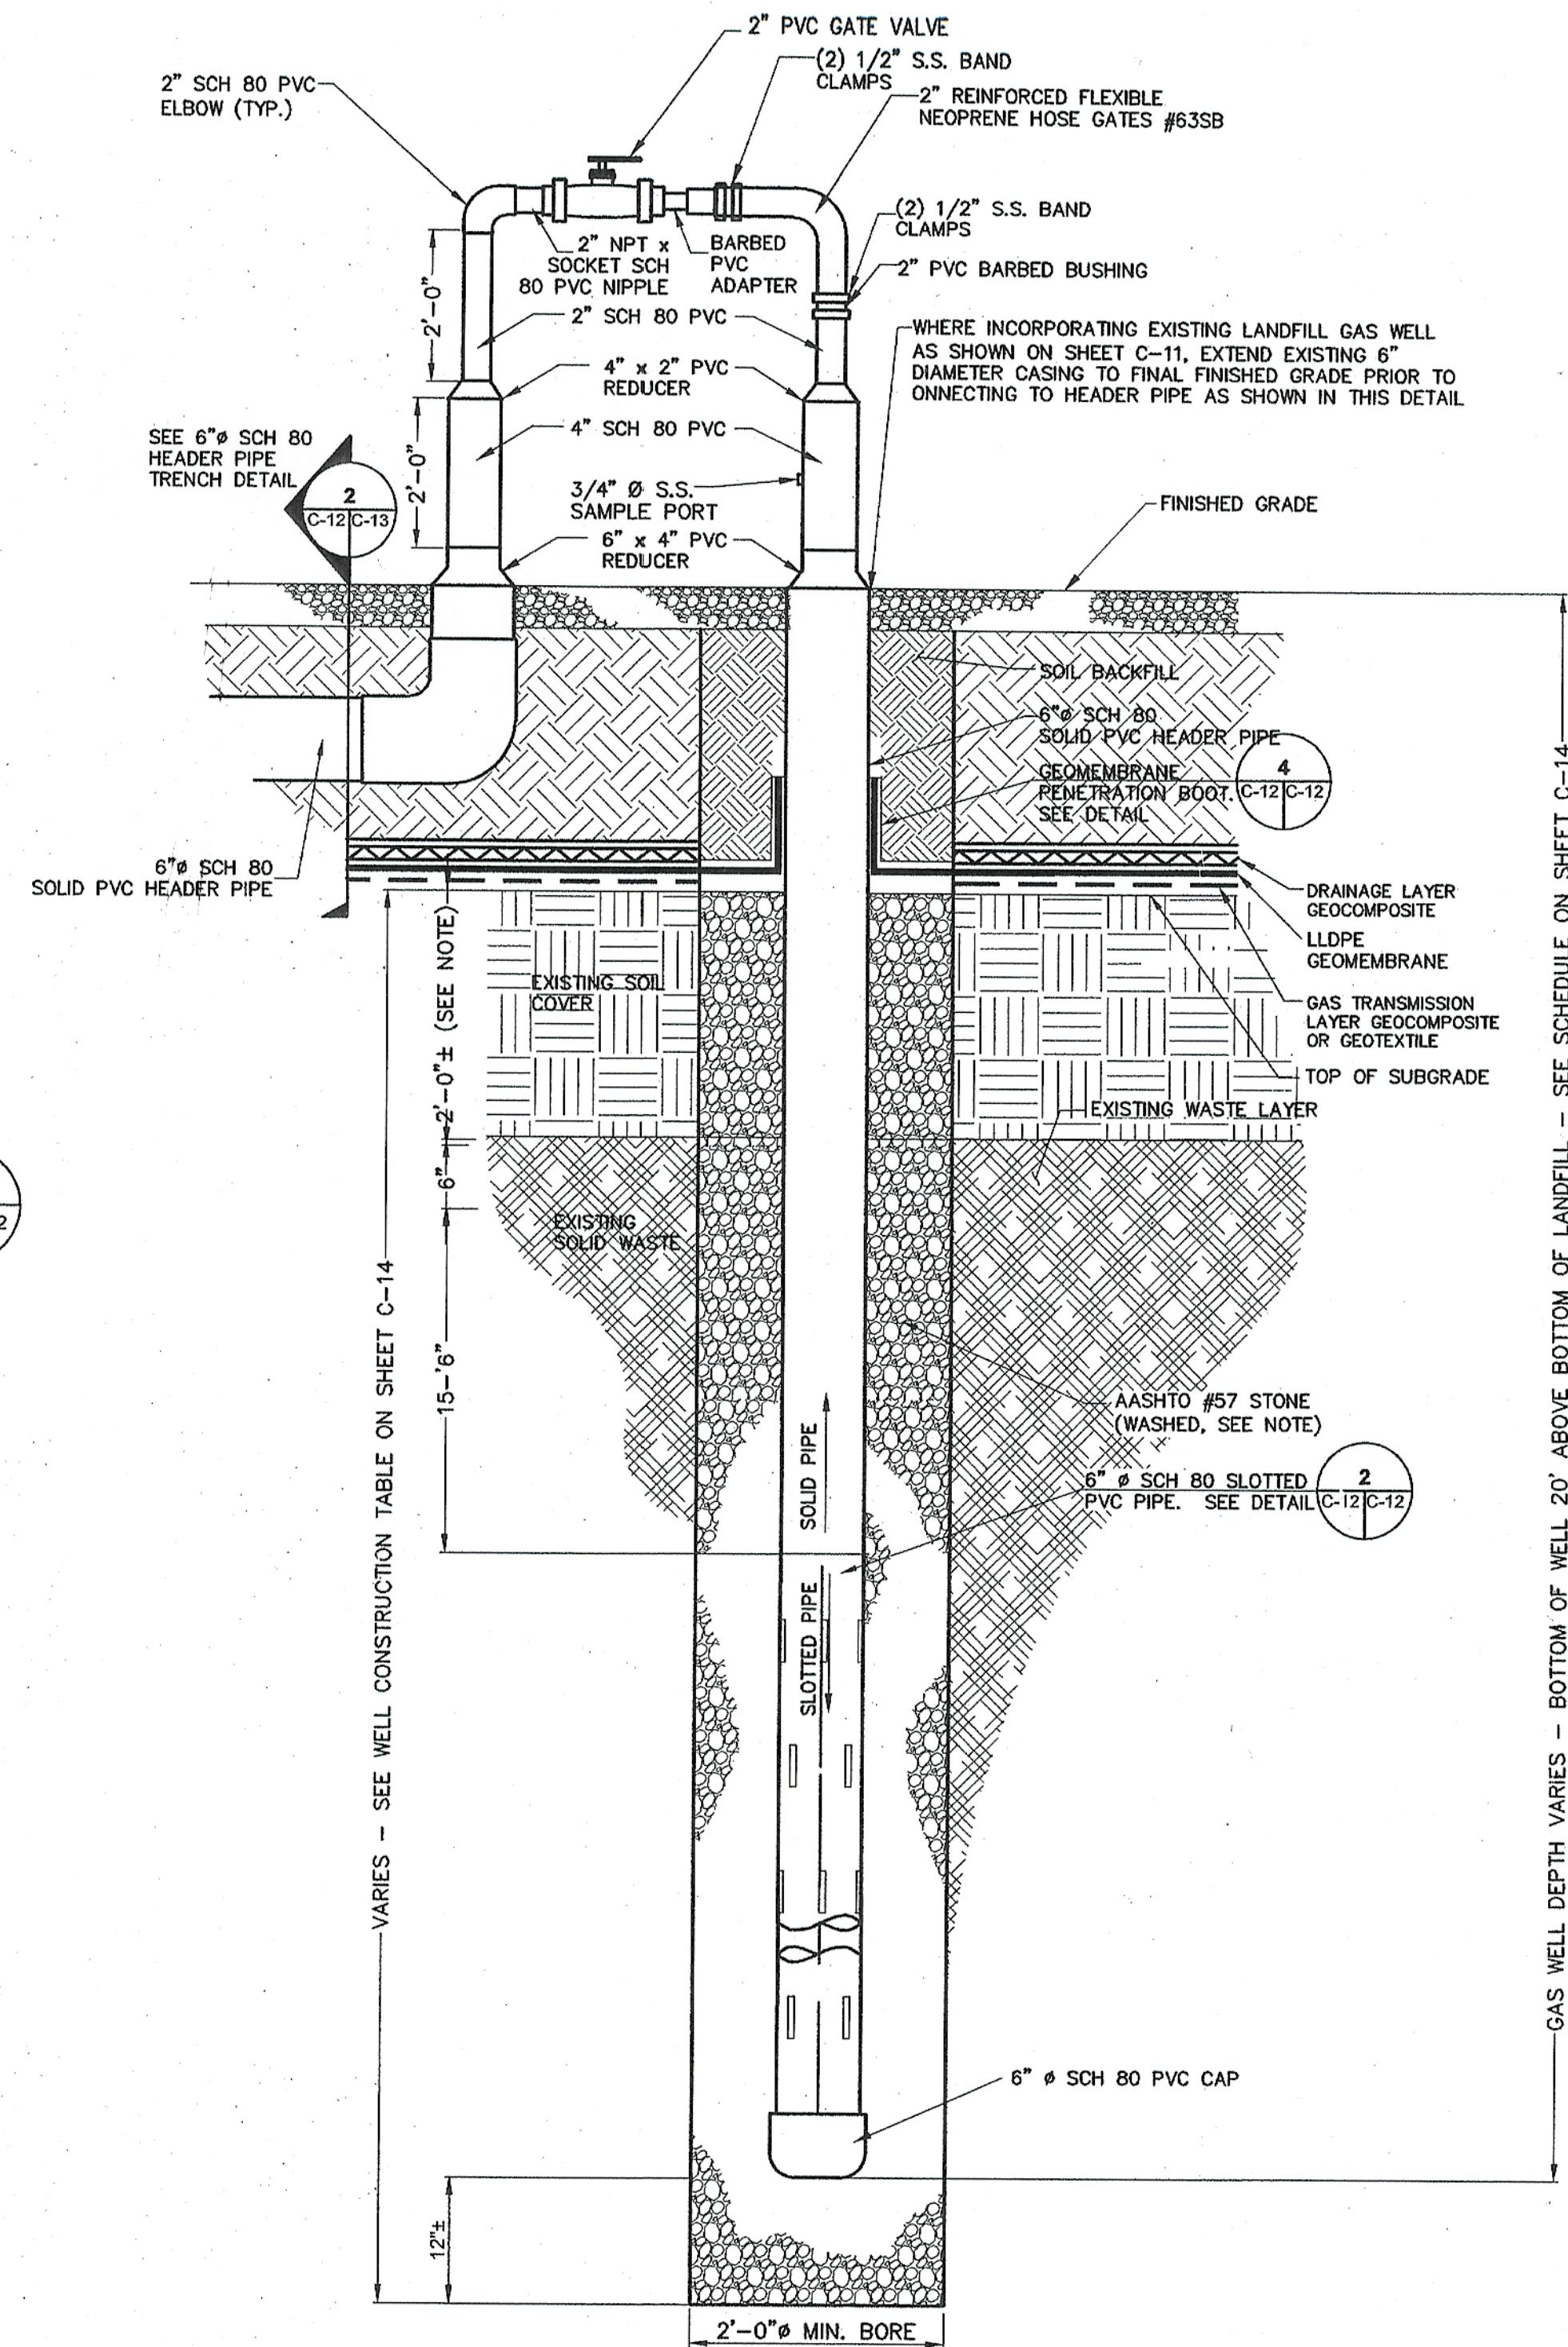 2" PVC GATE VALVE
(2) 1/2" S.S. BAND
CLAMPS
2" SCH 80 PVC
ELBOW (TYP.)
2" REINFORCED FLEXIBLE
NEOPRENE HOSE GATES #63SB
(2) 1/2" S.S. BAND
CLAMPS
2" NPT x
SOCKET SCH
80 PVC NIPPLE
BARBED
PVC
ADAPTER
2" PVC BARBED BUSHING
2'-0"
2" SCH 80 PVC
WHERE INCORPORATING EXISTING LANDFILL GAS WELL
AS SHOWN ON SHEET C-11, EXTEND EXISTING 6"
DIAMETER CASING TO FINAL FINISHED GRADE PRIOR TO
ONNECTING TO HEADER PIPE AS SHOWN IN THIS DETAIL
4" x 2" PVC
REDUCER
4" SCH 80 PVC
SEE 6"ø SCH 80
HEADER PIPE
TRENCH DETAIL
2
C-12 C-13
2'-0"
3/4" Ø S.S.
SAMPLE PORT
6" x 4" PVC
REDUCER
FINISHED GRADE
SOIL BACKFILL
6"ø SCH 80
SOLID PVC HEADER PIPE
GEOMEMBRANE
PENETRATION BOOT.
SEE DETAIL
4
C-12 C-12
6"ø SCH 80
SOLID PVC HEADER PIPE
DRAINAGE LAYER
GEOCOMPOSITE
LLDPE
GEOMEMBRANE
GAS TRANSMISSION
LAYER GEOCOMPOSITE
OR GEOTEXTILE
TOP OF SUBGRADE
EXISTING SOIL
COVER
2'-0"± (SEE NOTE)
EXISTING WASTE LAYER
6"
EXISTING
SOLID WASTE
2
15-'6"
AASHTO #57 STONE
(WASHED, SEE NOTE)
6" ø SCH 80 SLOTTED
PVC PIPE. SEE DETAIL
2
C-12 C-12
SOLID PIPE
SLOTTED PIPE
VARIES - SEE WELL CONSTRUCTION TABLE ON SHEET C-14
GAS WELL DEPTH VARIES - BOTTOM OF WELL 20' ABOVE BOTTOM OF LANDFILL - SEE SCHEDULE ON SHEET C-14
6" ø SCH 80 PVC CAP
12"±
2'-0"ø MIN. BORE